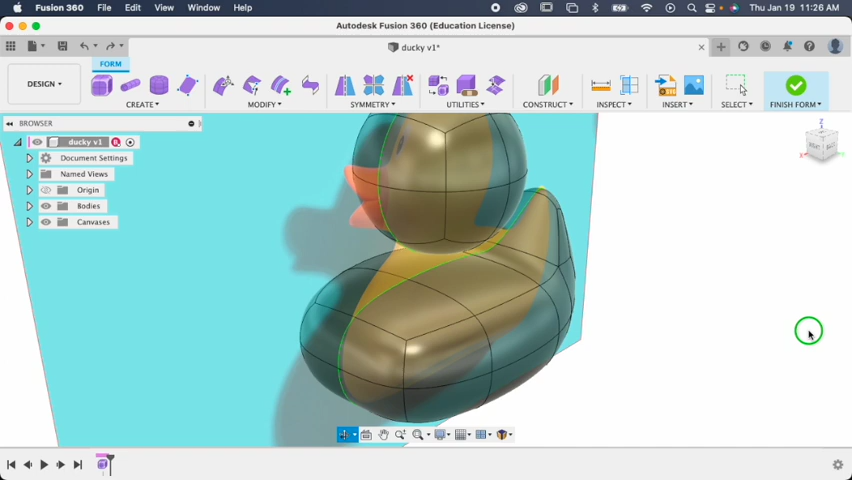 Fusion 360 File Edit View Window Help Thu Jan 19 11:26 AM
Autodesk Fusion 360 (Education License)
ducky v1*
FORM
DESIGN
CREATE MODIFY SYMMETRY UTILITIES CONSTRUCT INSPECT INSERT SELECT FINISH FORM
BROWSER
ducky v1
Document Settings
Named Views
Origin
Bodies
Canvases
Z